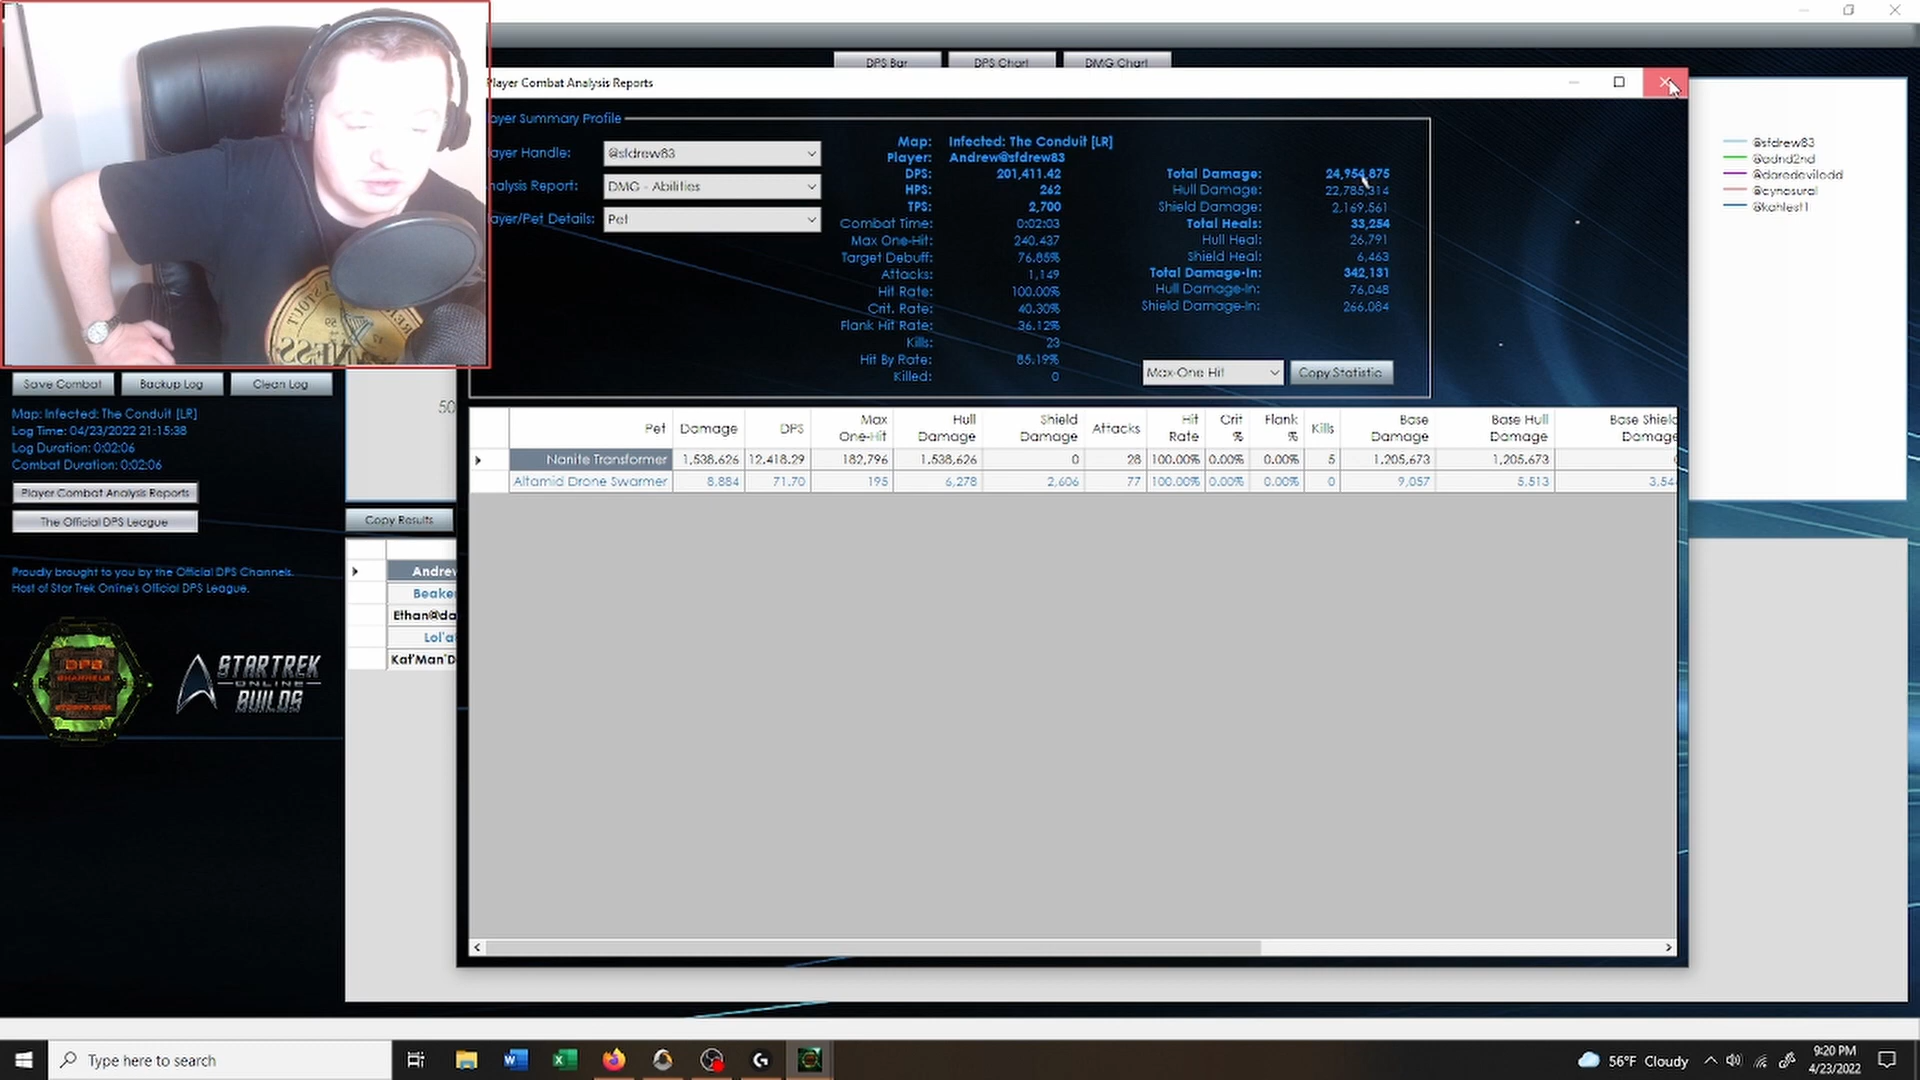 DPS Bar
DPS Chart
DMG Chart
Player Combat Analysis Reports
ayer Summary Profile
ayer Handle:
@sfdrew83
nalysis Report:
DMG - Abilities
ayer/Pet Details:
Pet
Map: Infected: The Conduit [LR]
Player: Andrew@sfdrew83
DPS: 201,411.42
HPS: 262
TPS: 2,700
Combat Time: 0:02:03
Max One-Hit: 240,437
Target Debuff: 76.85%
Attacks: 1,149
Hit Rate: 100.00%
Crit. Rate: 40.30%
Flank Hit Rate: 36.12%
Kills: 23
Hit By Rate: 85.19%
Killed: 0
Total Damage: 24,954,875
Hull Damage: 22,785,314
Shield Damage: 2,169,561
Total Heals: 33,254
Hull Heal: 26,791
Shield Heal: 6,463
Total Damage-In: 342,131
Hull Damage-In: 76,048
Shield Damage-In: 266,084
Max-One Hit
Copy Statistic
@sfdrew83
@adnd2nd
@daredeviledd
@cynosural
@kahlest1
Save Combat
Backup Log
Clean Log
Map: Infected: The Conduit [LR]
Log Time: 04/23/2022 21:15:38
Log Duration: 0:02:06
Combat Duration: 0:02:06
Player Combat Analysis Reports
The Official DPS League
Proudly brought to you by the Official DPS Channels.
Host of Star Trek Online's Official DPS League.
DPS
CHANNELS
STAR TREK
ONLINE
BUILDS
50
Copy Results
Andrew
Beaker
Ethan@da
Lol'a
Kaf'Man'D
Pet Damage DPS Max One-Hit Hull Damage Shield Damage Attacks Hit Rate Crit % Flank % Kills Base Damage Base Hull Damage Base Shield Damage
Nanite Transformer 1,538,626 12,418.29 182,796 1,538,626 0 28 100.00% 0.00% 0.00% 5 1,205,673 1,205,673
Altamid Drone Swarmer 8,884 71.70 195 6,278 2,606 77 100.00% 0.00% 0.00% 0 9,057 5,513 3,54
Type here to search
56°F Cloudy
9:20 PM
4/23/2022